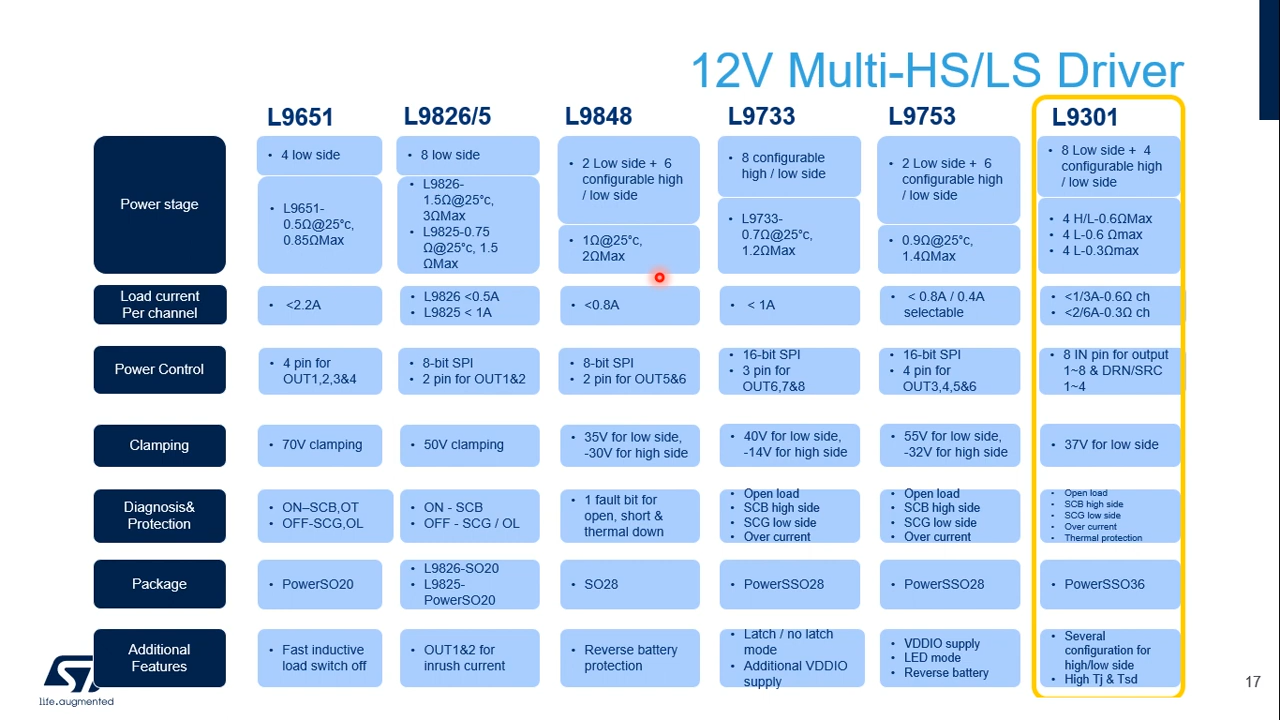 12V Multi-HS/LS Driver
L9651
L9826/5
L9848
L9733
L9753
L9301
Power stage
• 4 low side
• L9651-
0.5Ω@25°c,
0.85ΩMax
• 8 low side
• L9826-
1.5Ω@25°c,
3ΩMax
• L9825-0.75
Ω@25°c, 1.5
ΩMax
• 2 Low side + 6
configurable high
/ low side
• 1Ω@25°c,
2ΩMax
• 8 configurable
high / low side
• L9733-
0.7Ω@25°c,
1.2ΩMax
• 2 Low side + 6
configurable high
/ low side
• 0.9Ω@25°c,
1.4ΩMax
• 8 Low side + 4
configurable high
/ low side
• 4 H/L-0.6ΩMax
• 4 L-0.6 Ωmax
• 4 L-0.3Ωmax
Load current
Per channel
• <2.2A
• L9826 <0.5A
• L9825 < 1A
• <0.8A
• < 1A
• < 0.8A / 0.4A
selectable
• <1/3A-0.6Ω ch
• <2/6A-0.3Ω ch
Power Control
• 4 pin for
OUT1,2,3&4
• 8-bit SPI
• 2 pin for OUT1&2
• 8-bit SPI
• 2 pin for OUT5&6
• 16-bit SPI
• 3 pin for
OUT6,7&8
• 16-bit SPI
• 4 pin for
OUT3,4,5&6
• 8 IN pin for output
1~8 & DRN/SRC
1~4
Clamping
• 70V clamping
• 50V clamping
• 35V for low side,
-30V for high side
• 40V for low side,
-14V for high side
• 55V for low side,
-32V for high side
• 37V for low side
Diagnosis&
Protection
• ON–SCB,OT
• OFF-SCG,OL
• ON - SCB
• OFF - SCG / OL
• 1 fault bit for
open, short &
thermal down
• Open load
• SCB high side
• SCG low side
• Over current
• Open load
• SCB high side
• SCG low side
• Over current
• Open load
• SCB high side
• SCG low side
• Over current
• Thermal protection
Package
• PowerSO20
• L9826-SO20
• L9825-
PowerSO20
• SO28
• PowerSSO28
• PowerSSO28
• PowerSSO36
Additional
Features
• Fast inductive
load switch off
• OUT1&2 for
inrush current
• Reverse battery
protection
• Latch / no latch
mode
• Additional VDDIO
supply
• VDDIO supply
• LED mode
• Reverse battery
• Several
configuration for
high/low side
• High Tj & Tsd
ST
life.augmented
17